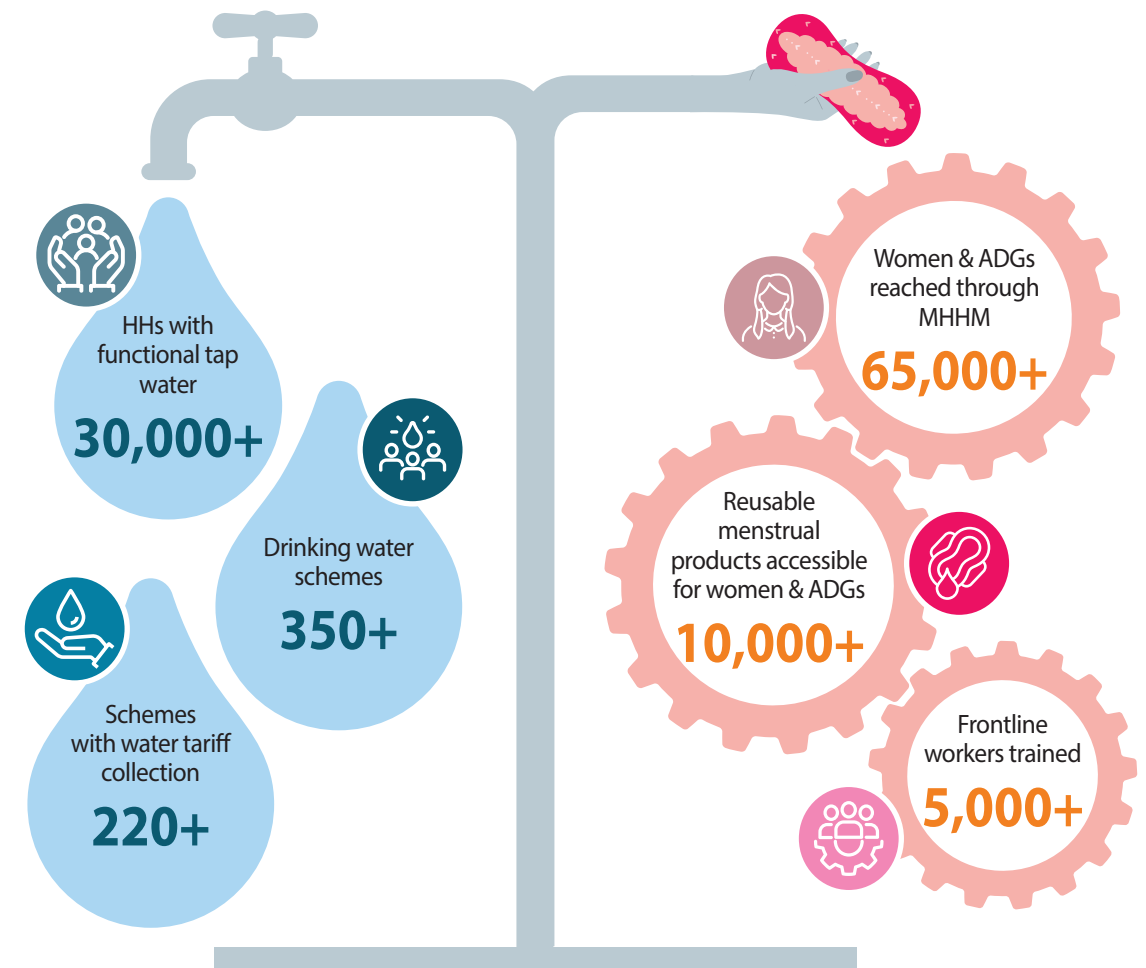 HHs with
functional tap
water
30,000+
Drinking water
schemes
350+
Schemes
with water tariff
collection
220+
Women & ADGs
reached through
MHHM
65,000+
Reusable
menstrual
products accessible
for women & ADGs
10,000+
Frontline
workers trained
5,000+